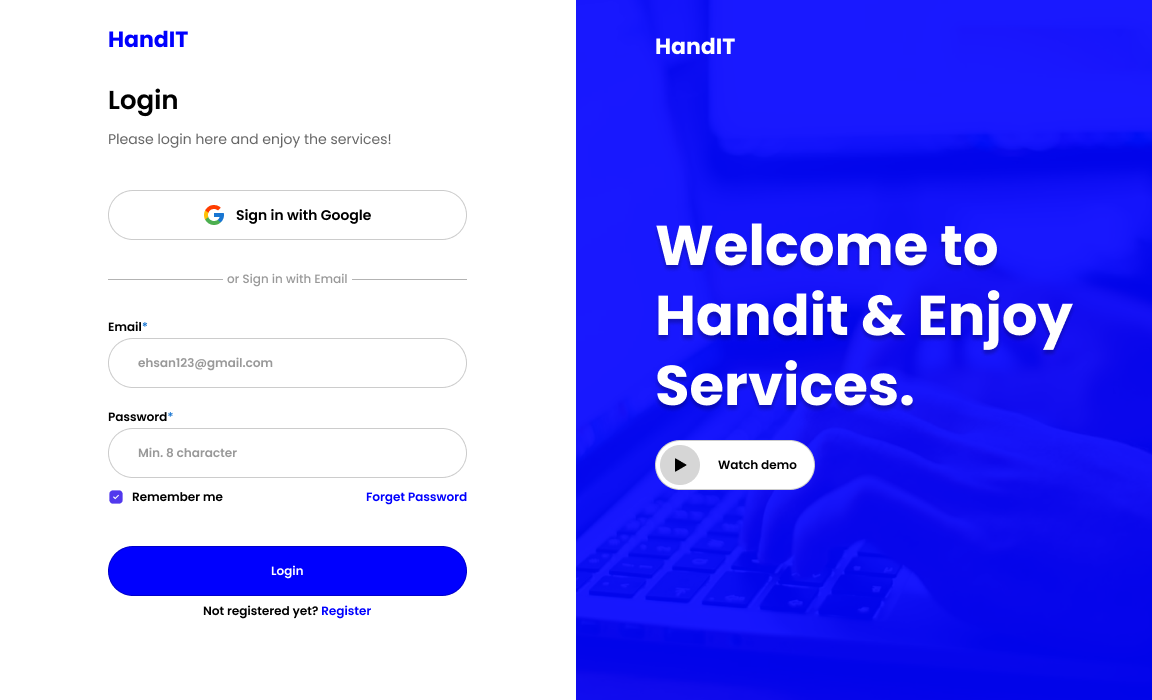 HandIT
Login
Please login here and enjoy the services!
Sign in with Google
or Sign in with Email
Email*
ehsan123@gmail.com
Password*
Min. 8 character
Remember me
Forget Password
Login
Not registered yet? Register
HandIT
Welcome to
Handit & Enjoy
Services.
Watch demo